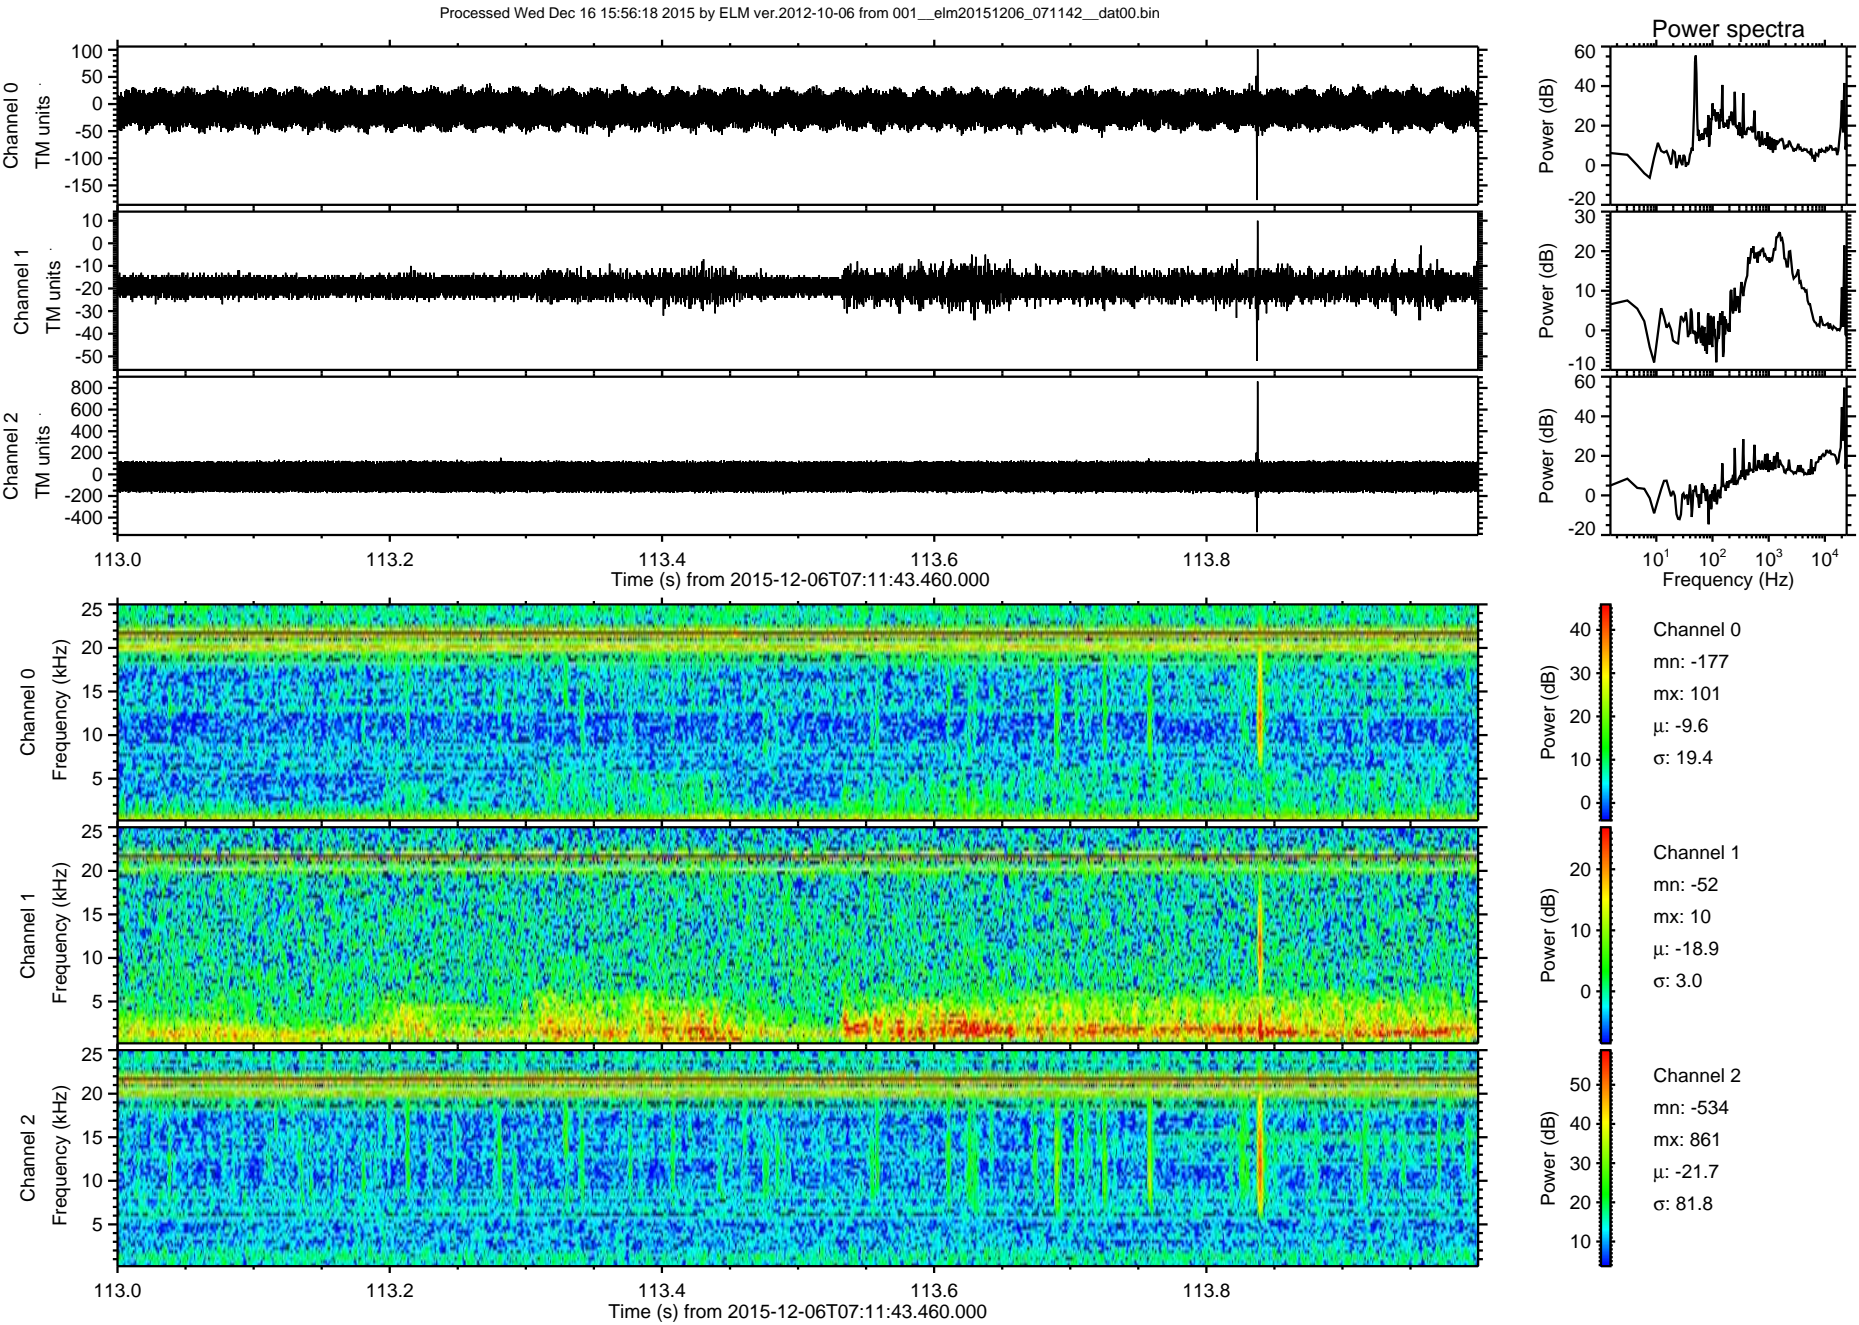 Processed Wed Dec 16 15:56:18 2015 by ELM ver.2012-10-06 from 001__elm20151206_071142__dat00.bin
Power spectra
Channel 0
TM units
100
50
0
-50
-100
-150
Power (dB)
60
40
20
0
-20
Channel 1
TM units
10
0
-10
-20
-30
-40
-50
Power (dB)
30
20
10
0
-10
Channel 2
TM units
800
600
400
200
0
-200
-400
Power (dB)
60
40
20
0
-20
113.0 113.2 113.4 113.6 113.8
Time (s) from 2015-12-06T07:11:43.460.000
10^1 10^2 10^3 10^4
Frequency (Hz)
Channel 0
Frequency (kHz)
25
20
15
10
5
Power (dB)
40
30
20
10
0
Channel 0
mn: -177
mx: 101
μ: -9.6
σ: 19.4
Channel 1
Frequency (kHz)
25
20
15
10
5
Power (dB)
20
10
0
Channel 1
mn: -52
mx: 10
μ: -18.9
σ: 3.0
Channel 2
Frequency (kHz)
25
20
15
10
5
Power (dB)
50
40
30
20
10
Channel 2
mn: -534
mx: 861
μ: -21.7
σ: 81.8
113.0 113.2 113.4 113.6 113.8
Time (s) from 2015-12-06T07:11:43.460.000